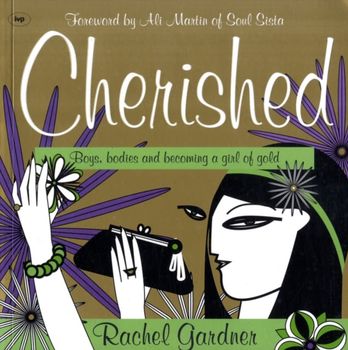 Foreword by Ali Martin of Soul Sista
ivp
Cherished
Boys, bodies and becoming a girl of gold
Rachel Gardner